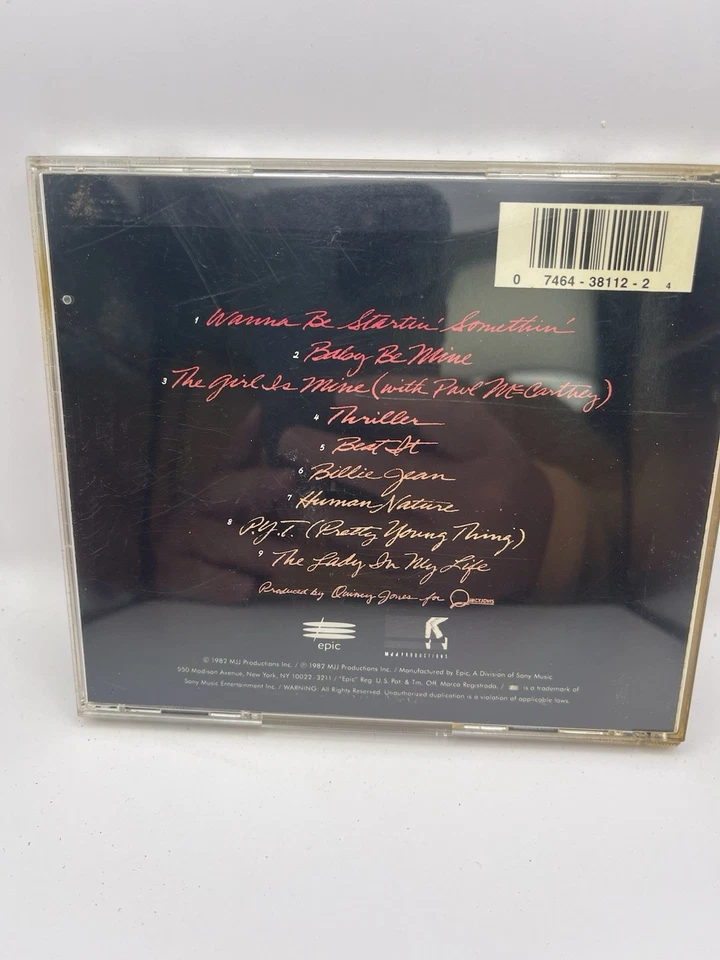 0 7464-38112-2 4
1 Wanna Be Startin' Somethin'
2 Baby Be Mine
3 The Girl Is Mine (with Paul McCartney)
4 Thriller
5 Beat It
6 Billie Jean
7 Human Nature
8 P.Y.T. (Pretty Young Thing)
9 The Lady In My Life
Produced by Quincy Jones for
epic
MJJ PRODUCTIONS
© 1982 MJJ Productions Inc. / ℗ 1982 MJJ Productions Inc. / Manufactured by Epic, A Division of Sony Music
550 Madison Avenue, New York, NY 10022-3211 / "Epic" Reg. U.S. Pat. & Tm. Off. Marca Registrada. / is a trademark of
Sony Music Entertainment Inc. / WARNING: All Rights Reserved. Unauthorized duplication is a violation of applicable laws.